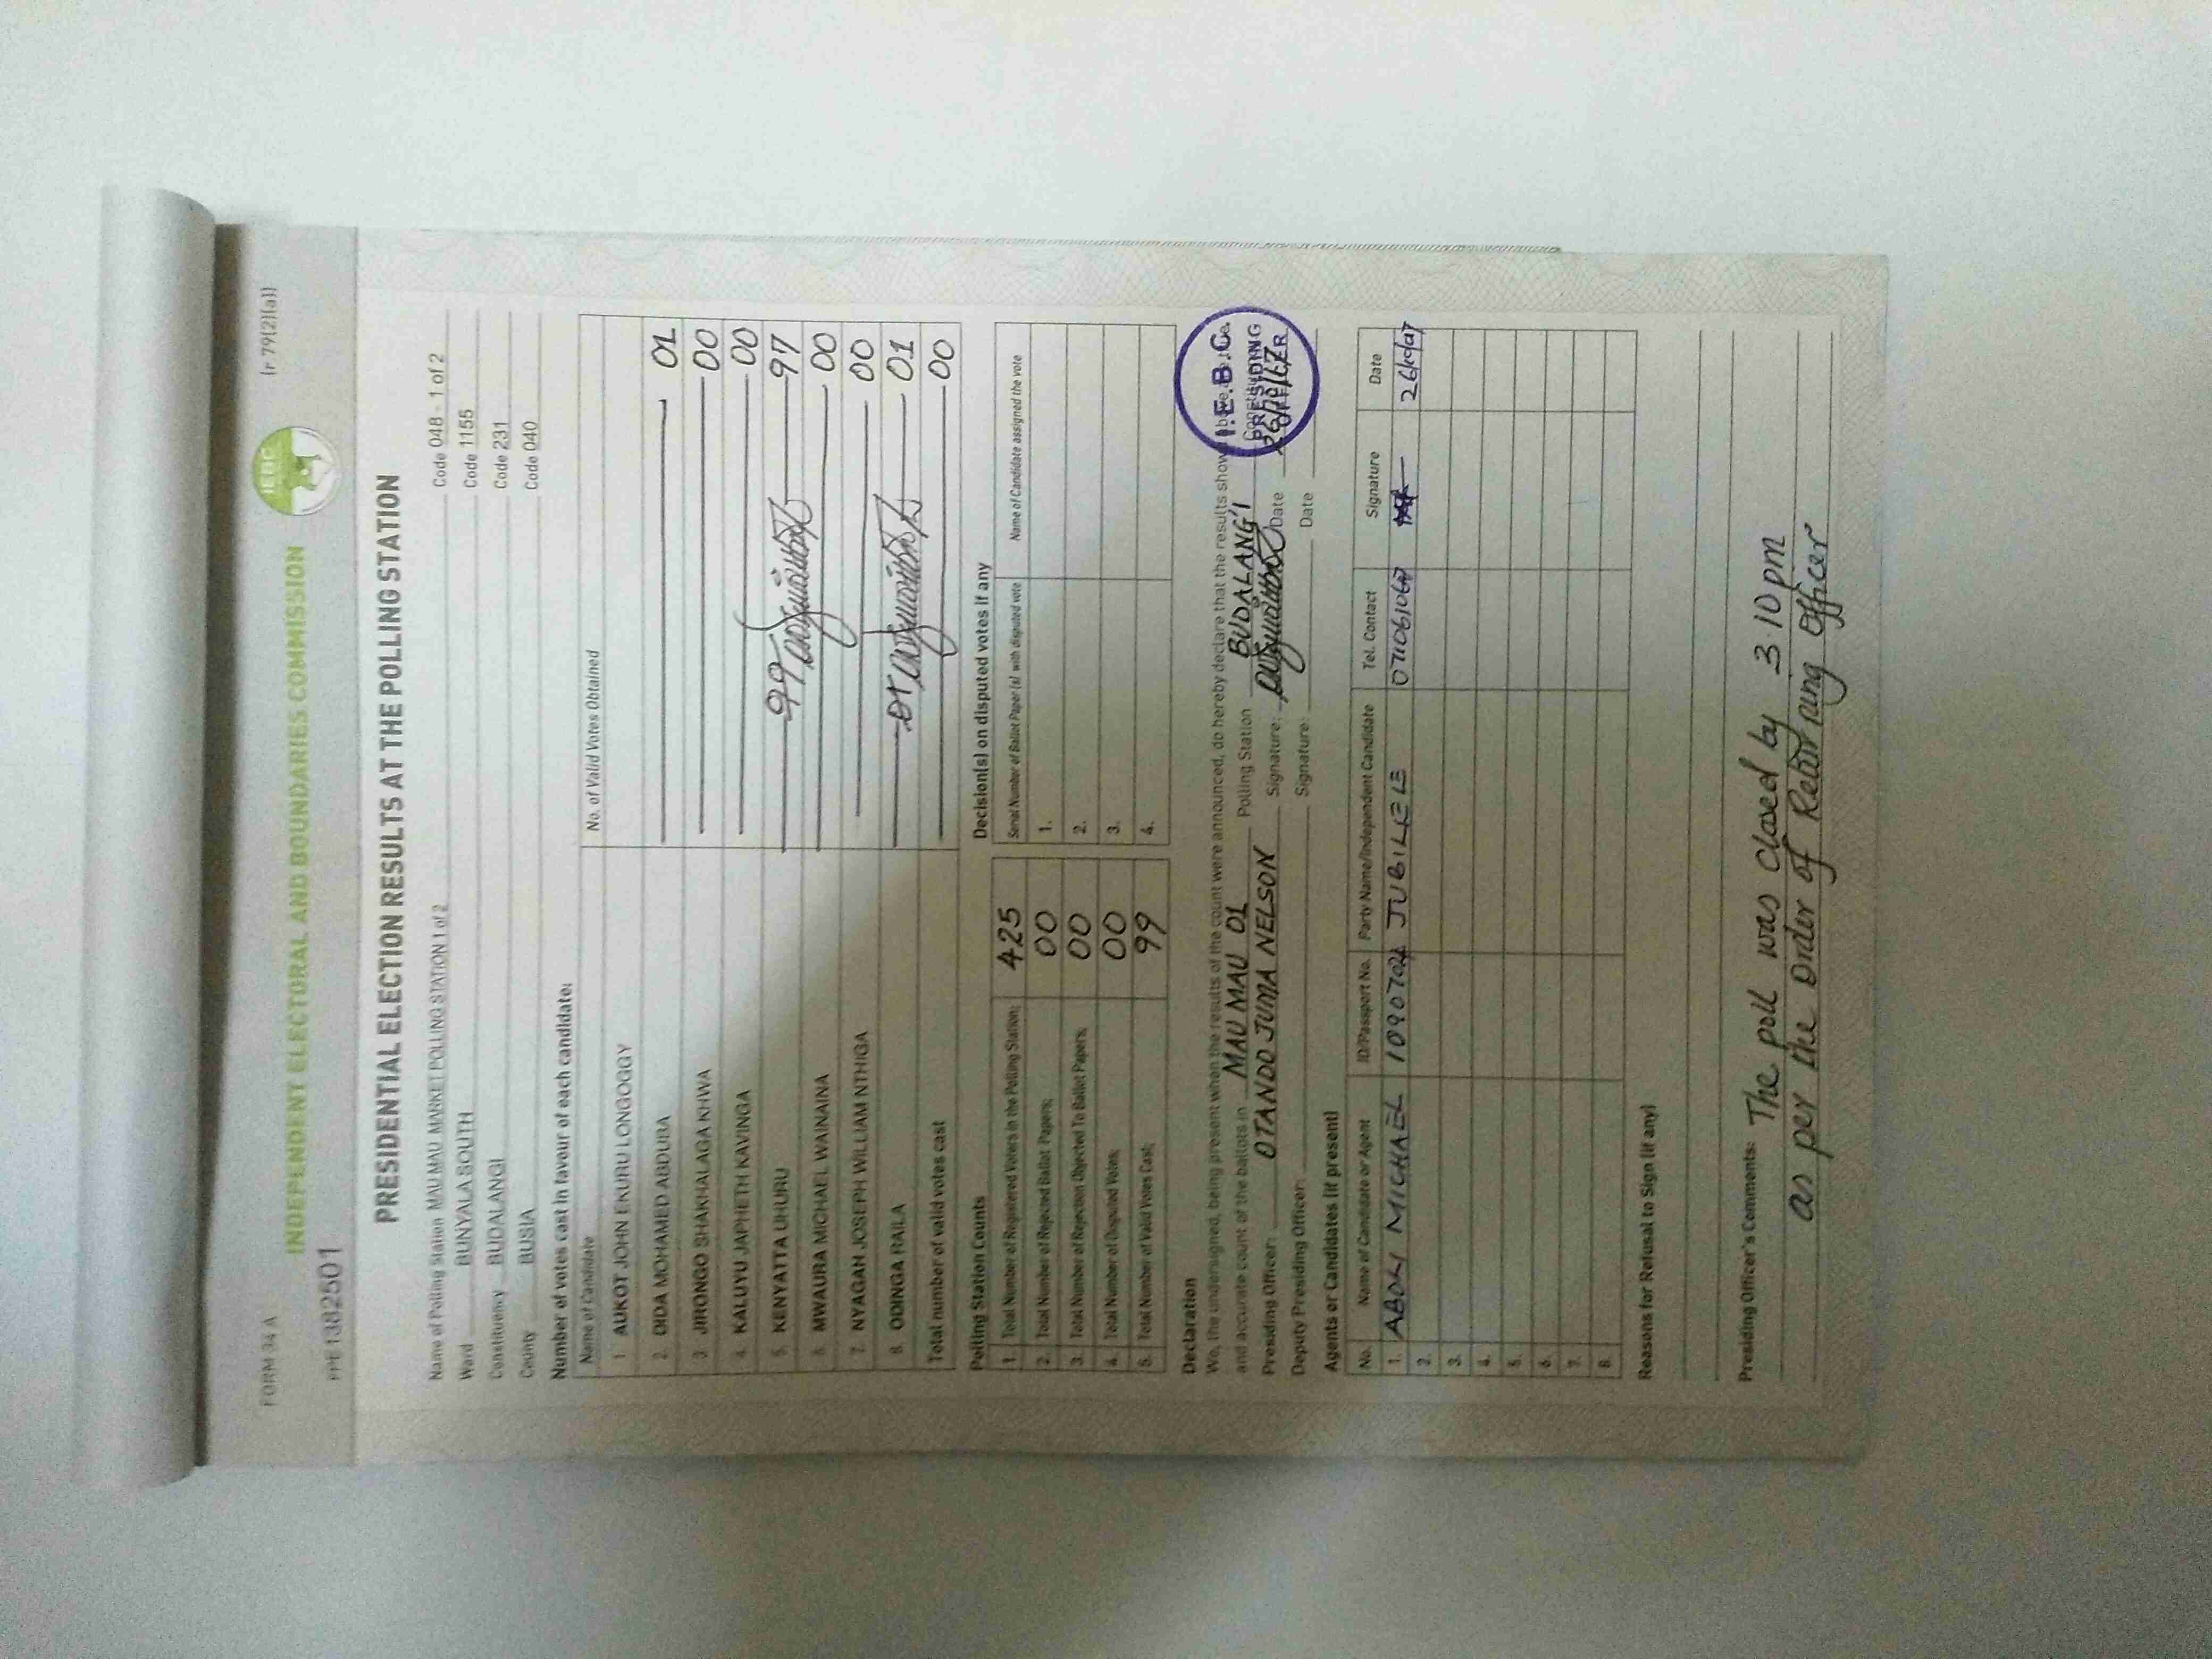 FORM 34 A
(r 79(2)(a))
INDEPENDENT ELECTORAL AND BOUNDARIES COMMISSION
IEBC
PPE 1382501
PRESIDENTIAL ELECTION RESULTS AT THE POLLING STATION
Name of Polling Station MAU MAU MARKET POLLING STATION 1 of 2 Code 048 - 1 of 2
Ward BUNYALA SOUTH Code 1155
Constituency BUDALANGI Code 231
County BUSIA Code 040
Number of votes cast in favour of each candidate:
Name of Candidate No. of Valid Votes Obtained
1 AUKOT JOHN EKURU LONGOGGY
2. DIDA MOHAMED ABDUBA 01
3 JIRONGO SHAKHALAGA KHWA 00
4. KALUYU JAPHETH KAVINGA 00
5. KENYATTA UHURU 99 97
6. MWAURA MICHAEL WAINAINA 00
7. NYAGAH JOSEPH WILLIAM NTHIGA 00
8. ODINGA RAILA 01
Total number of valid votes cast 00
Polling Station Counts
1 Total Number of Registered Voters in the Polling Station; 425
2. Total Number of Rejected Ballot Papers; 00
3. Total Number of Rejection Objected To Ballot Papers; 00
4. Total Number of Disputed Votes; 00
5. Total Number of Valid Votes Cast; 99
Decision(s) on disputed votes if any
Serial Number of Ballot Paper (s) with disputed vote Name of Candidate assigned the vote
1.
2.
3.
4.
Declaration
We, the undersigned, being present when the results of the count were announced, do hereby declare that the results shown above
and accurate count of the ballots in MAU MAU 01 Polling Station BUDALANG'I Constituency
Presiding Officer: OTANDO JUMA NELSON Signature: Date 26/10/17
I.E.B.C.
PRESIDING
OFFICER
Deputy Presiding Officer: Signature: Date
Agents or Candidates (if present)
No. Name of Candidate or Agent ID/Passport No. Party Name/Independent Candidate Tel. Contact Signature Date
1. MICHAEL JUBILEE
2.
3.
4.
5.
6.
7.
8.
Reasons for Refusal to Sign (if any)
Presiding Officer's Comments: The poll was closed by 3.10 pm
as per the order of Returning Officer